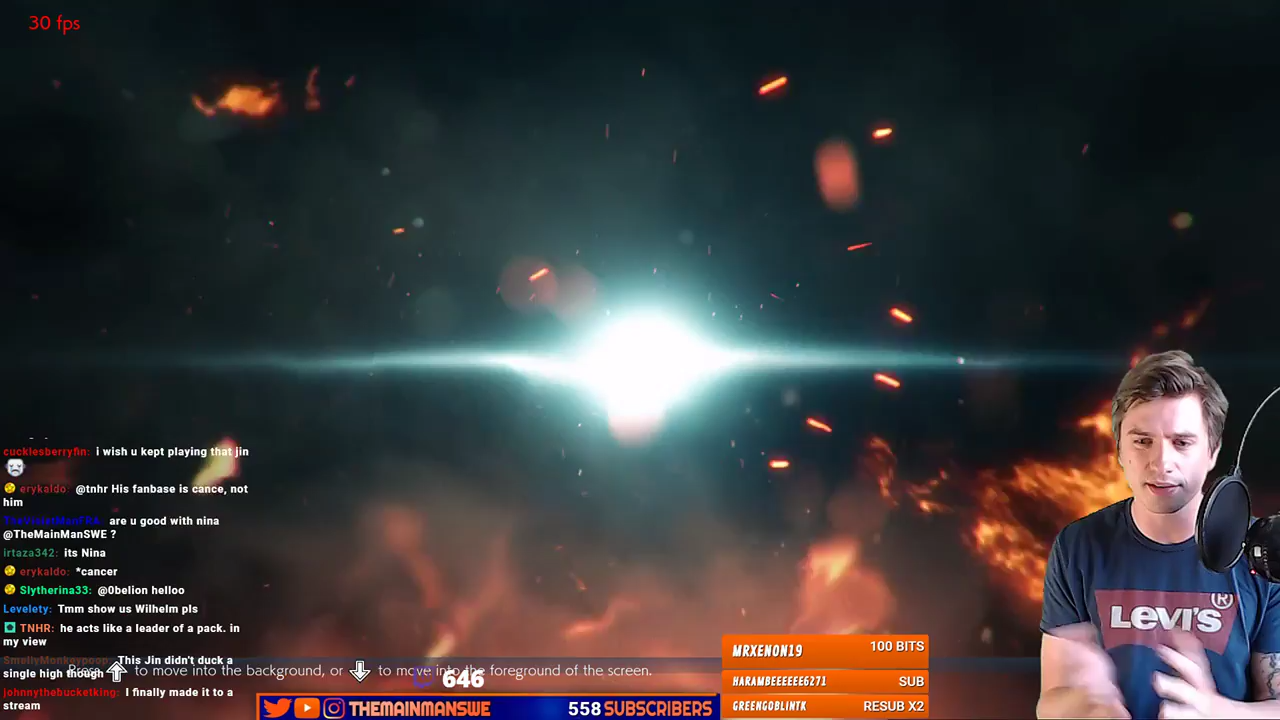 30 fps
cucklesberryfin: i wish u kept playing that jin
erykaldo: @tnhr His fanbase is cance, not
him
are u good with nina
@TheMainManSWE ?
irtaza342: its Nina
erykaldo: *cancer
Slytherina33: @0belion helloo
Levelety: Tmm show us Wilhelm pls
TNHR: he acts like a leader of a pack. in
my view
SmellyMonkeypoop: This Jin didn't duck a
single high though
Press to move into the background, or to move into the foreground of the screen.
646
johnnythebucketking: I finally made it to a
stream
THEMAINMANSWE 558 SUBSCRIBERS
MRXENON19 100 BITS
HARAMBEEEEEE6271 SUB
GREENGOBLINTK RESUB X2
LEVI'S®